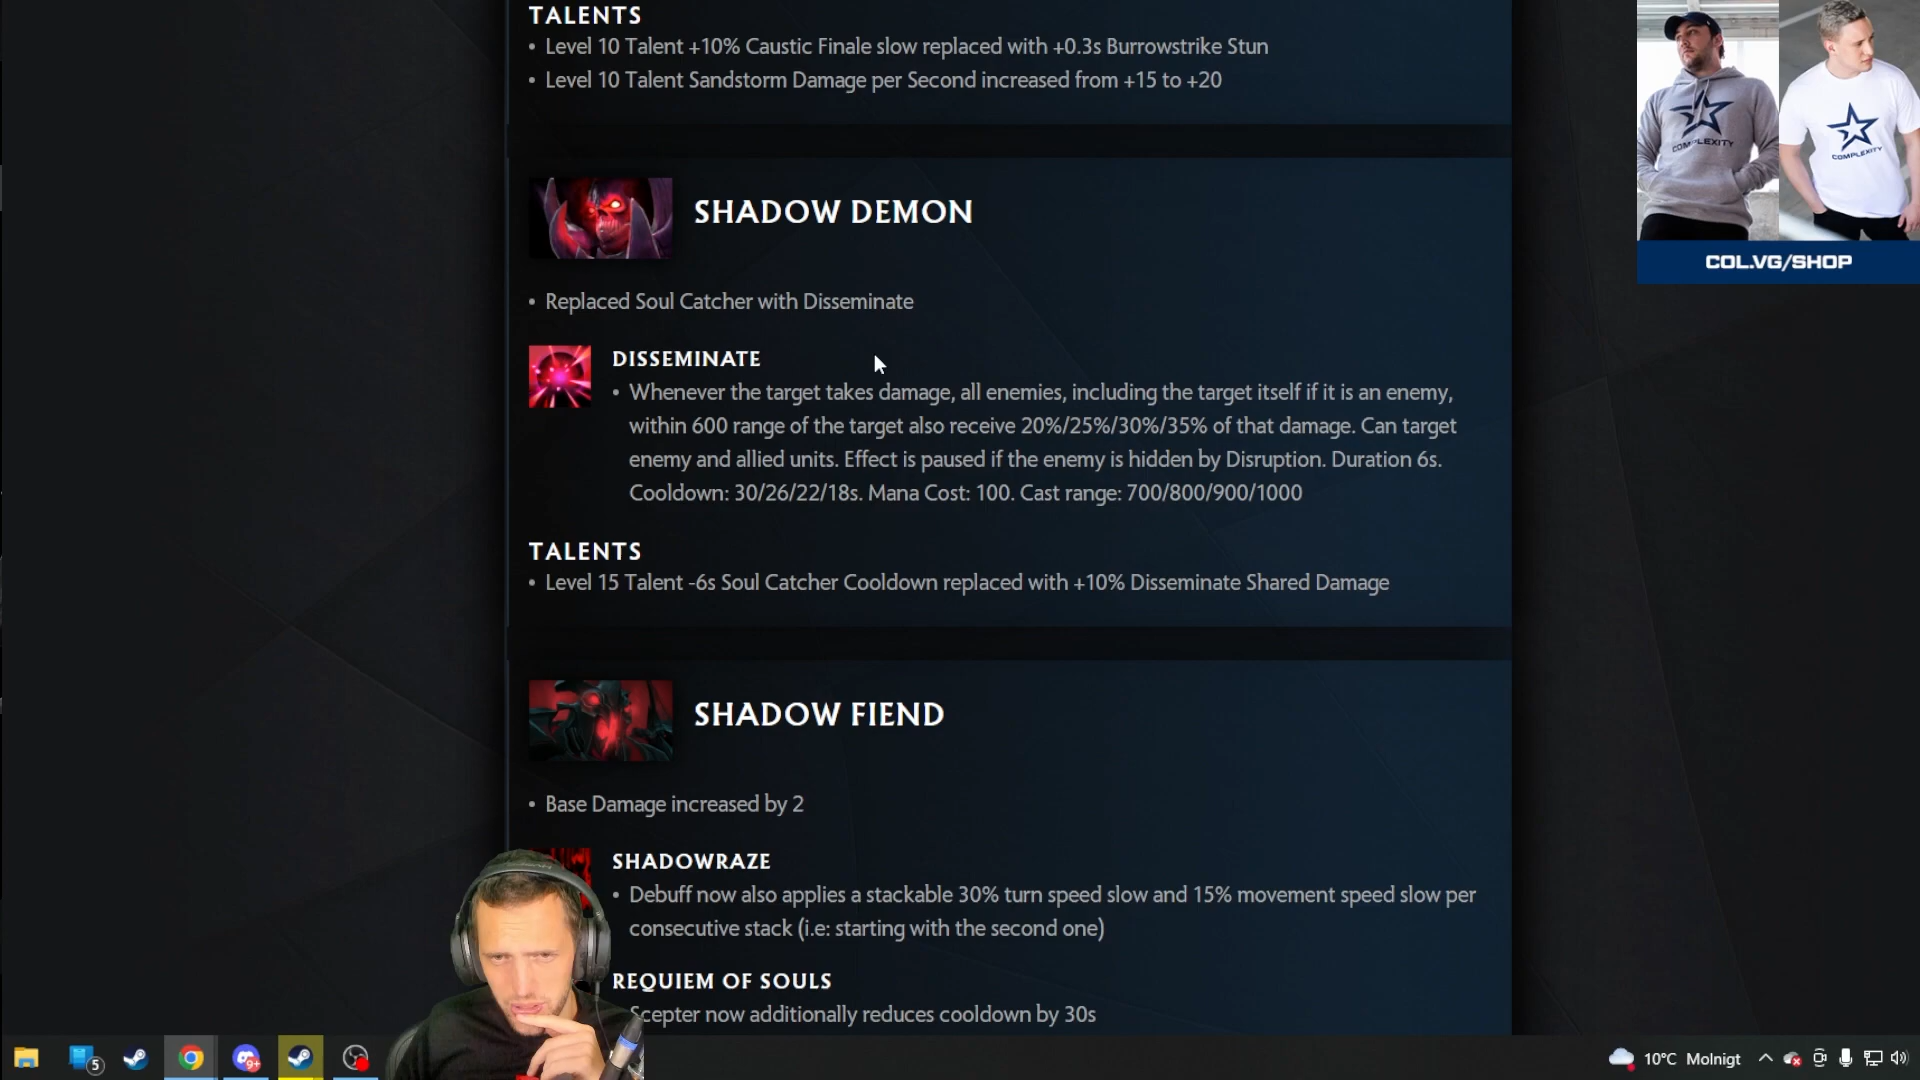 TALENTS
• Level 10 Talent +10% Caustic Finale slow replaced with +0.3s Burrowstrike Stun
• Level 10 Talent Sandstorm Damage per Second increased from +15 to +20
COMPLEXITY
COMPLEXITY
COL.VG/SHOP
SHADOW DEMON
• Replaced Soul Catcher with Disseminate
DISSEMINATE
• Whenever the target takes damage, all enemies, including the target itself if it is an enemy,
within 600 range of the target also receive 20%/25%/30%/35% of that damage. Can target
enemy and allied units. Effect is paused if the enemy is hidden by Disruption. Duration 6s.
Cooldown: 30/26/22/18s. Mana Cost: 100. Cast range: 700/800/900/1000
TALENTS
• Level 15 Talent -6s Soul Catcher Cooldown replaced with +10% Disseminate Shared Damage
SHADOW FIEND
• Base Damage increased by 2
SHADOWRAZE
• Debuff now also applies a stackable 30% turn speed slow and 15% movement speed slow per
consecutive stack (i.e: starting with the second one)
REQUIEM OF SOULS
Scepter now additionally reduces cooldown by 30s
5
9+
10°C Molnigt